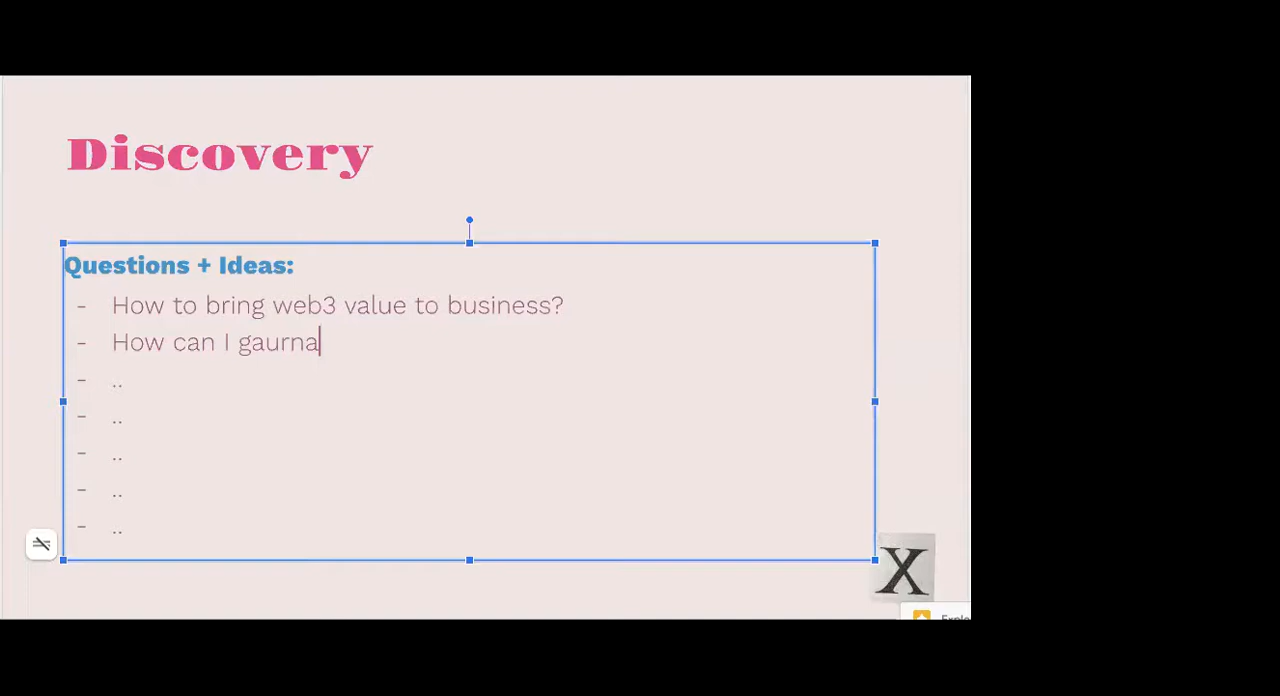 Discovery
Questions + Ideas:
- How to bring web3 value to business?
- How can I gaurna
- ..
- ..
- ..
- ..
- ..
X